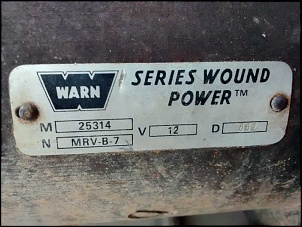 WARN
SERIES WOUND
POWER™
M 25314 V 12 D
N MRV-B-7